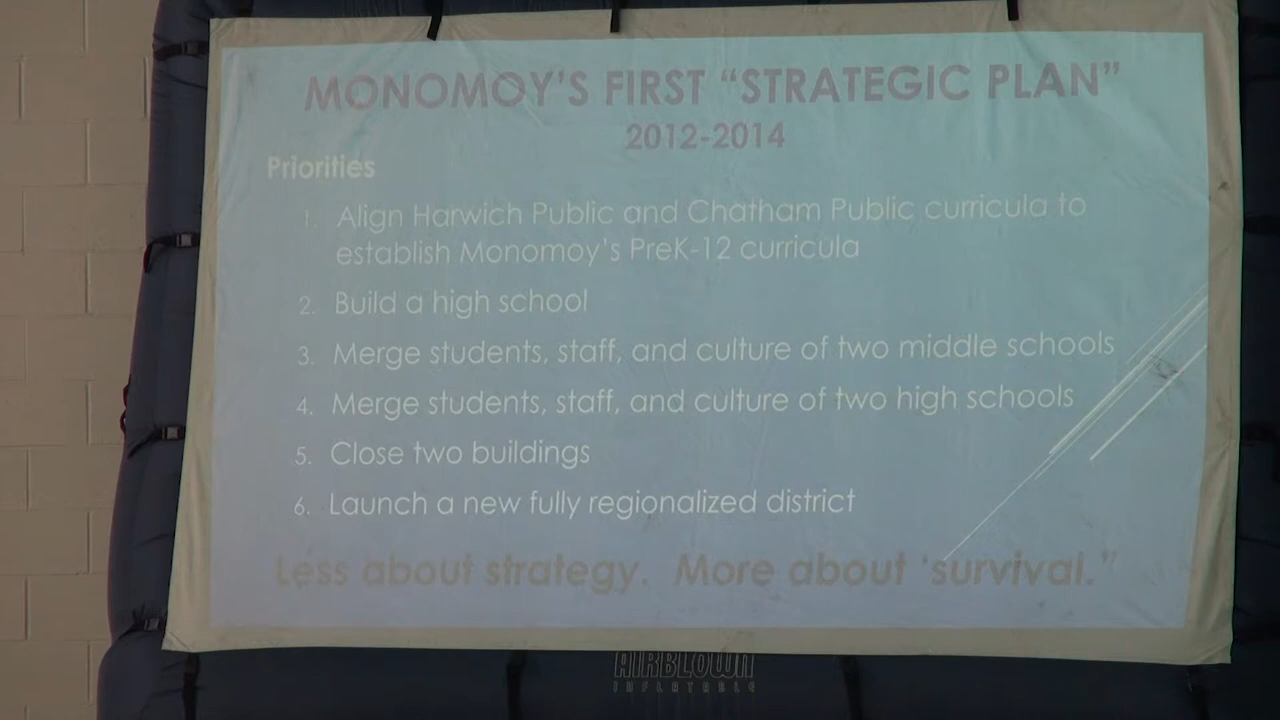 MONOMOY'S FIRST "STRATEGIC PLAN"
2012-2014
Priorities
1. Align Harwich Public and Chatham Public curricula to
establish Monomoy's PreK-12 curricula
2. Build a high school
3. Merge students, staff, and culture of two middle schools
4. Merge students, staff, and culture of two high schools
5. Close two buildings
6. Launch a new fully regionalized district
Less about strategy. More about 'survival."
AIRBLOWN
INFLATABLE